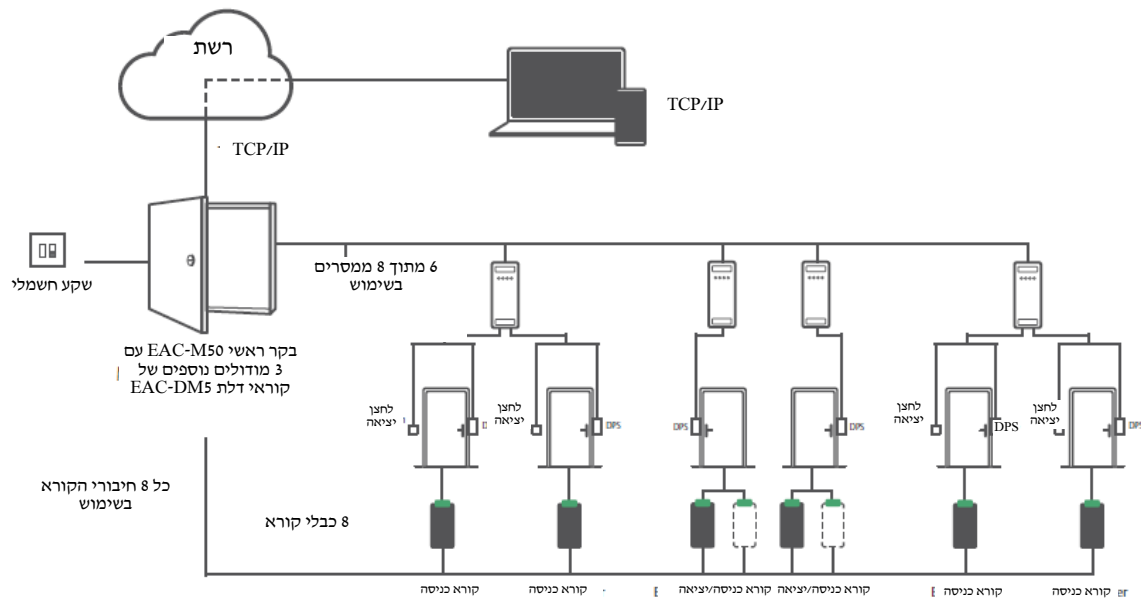 רשת
TCP/IP
TCP/IP
6 מתוך 8 ממסרים
בשימוש
שקע חשמלי
בקר ראשי EAC-M50 עם
3 מודולים נוספים של
קוראי דלת EAC-DM5
לחצן
יציאה
לחצן
יציאה
DPS
DPS
DPS
לחצן
יציאה
DPS
לחצן
יציאה
DPS
כל 8 חיבורי הקורא
בשימוש
8 כבלי קורא
קורא כניסה
קורא כניסה
קורא כניסה/יציאה
קורא כניסה/יציאה
קורא כניסה
קורא כניסה